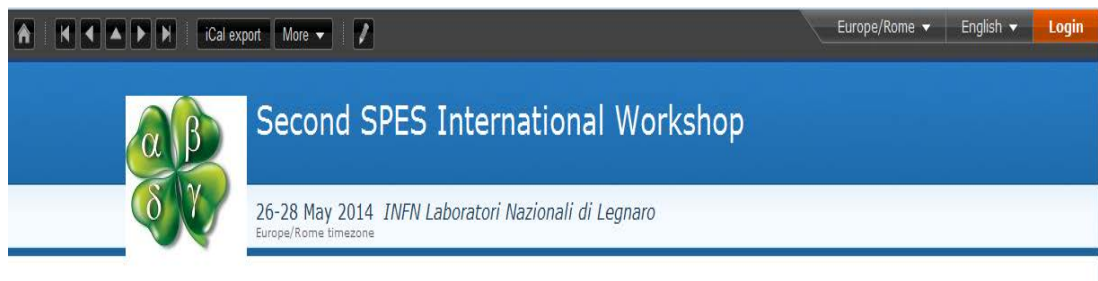 iCal export More Europe/Rome English Login
Second SPES International Workshop
α β
δ γ
26-28 May 2014 INFN Laboratori Nazionali di Legnaro
Europe/Rome timezone